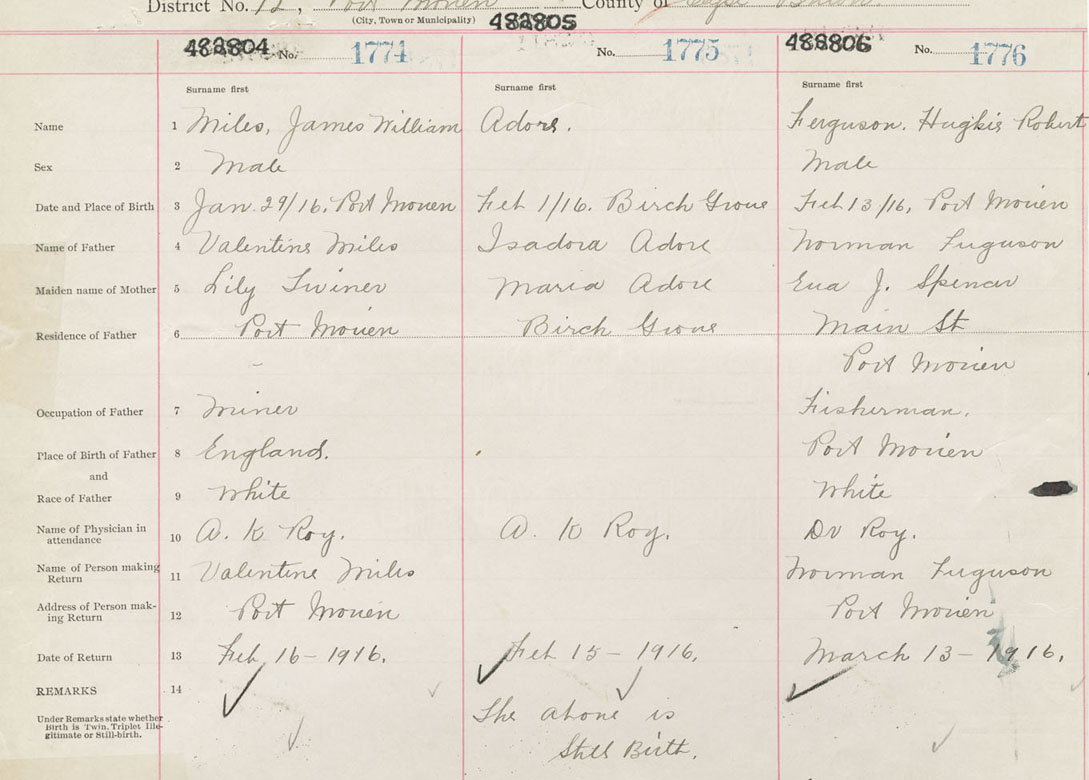 District No. 12, Port Morien County of Cape Breton.
(City, Town or Municipality)
482804 No. 1774 482805 No. 1775 482806 No. 1776
Surname first Surname first Surname first
Name 1 Miles, James William Adore. Ferguson. Hughie Robert
Sex 2 Male Male
Date and Place of Birth 3 Jan. 29/16. Port Morien Feb 1/16. Birch Grove Feb 13/16, Port Morien
Name of Father 4 Valentine Miles Isadora Adore Norman Ferguson
Maiden name of Mother 5 Lily Maria Adore Eva J. Spencer
Residence of Father 6 Port Morien Birch Grove Main St
Port Morien
Occupation of Father 7 Miner Fisherman.
Place of Birth of Father 8 England. Port Morien
and
Race of Father 9 White White
Name of Physician in
attendance 10 A. K Roy. A. K Roy. Dr Roy.
Name of Person making
Return 11 Valentine Miles Norman Ferguson
Address of Person mak-
ing Return 12 Port Morien Port Morien
Date of Return 13 Feb 16 - 1916. Feb 15 - 1916. March 13 - 1916.
REMARKS 14
Under Remarks state whether
Birth is Twin, Triplet Ille-
gitimate or Still-birth.
The above is
Still Birth.